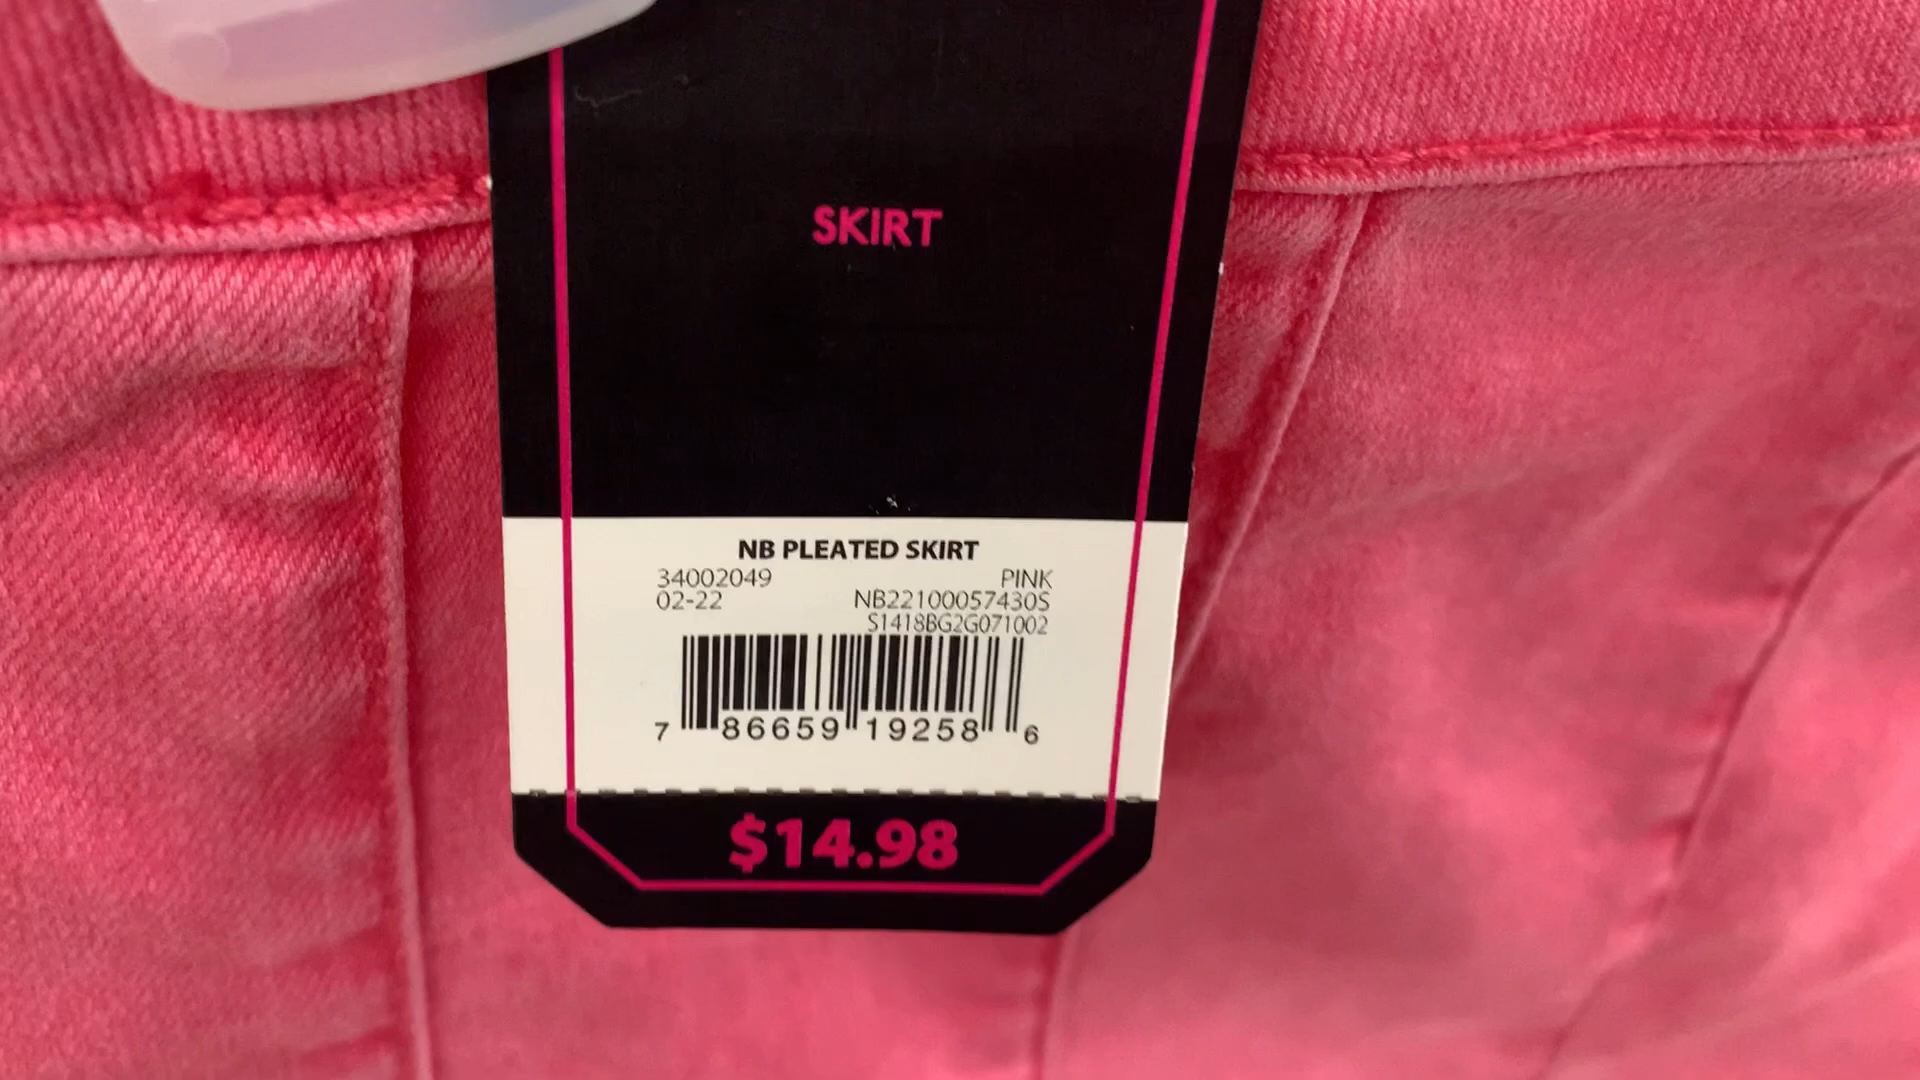 SKIRT
NB PLEATED SKIRT
34002049 PINK
02-22 NB22100057430S
S1418BG2G071002
7 86659 19258 6
$14.98